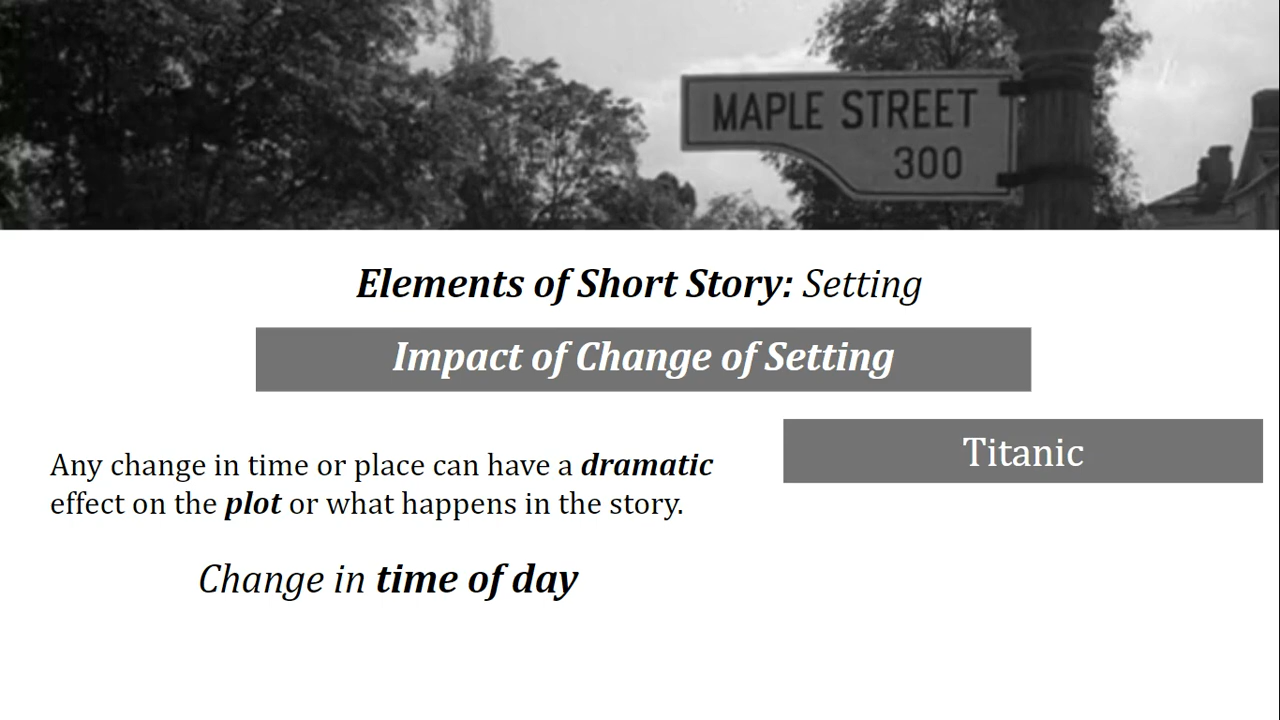 MAPLE STREET
300
Elements of Short Story: Setting
Impact of Change of Setting
Titanic
Any change in time or place can have a dramatic
effect on the plot or what happens in the story.
Change in time of day